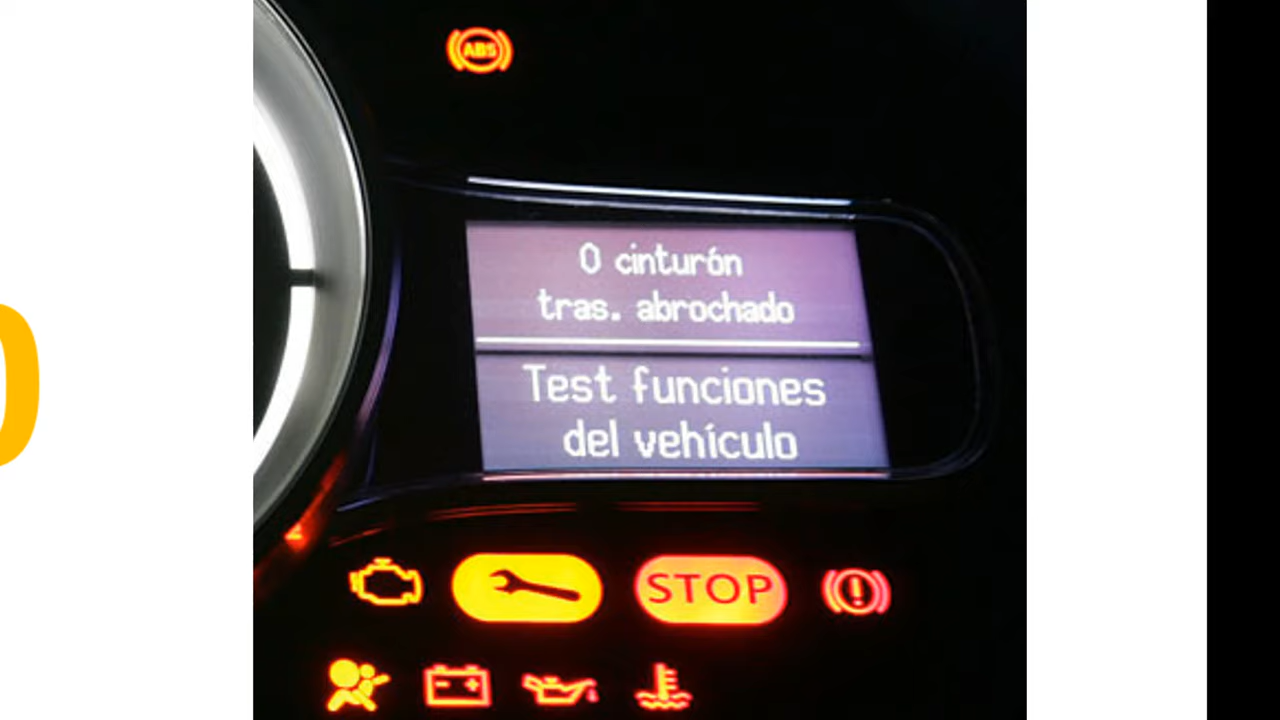 ABS
0 cinturón
tras. abrochado
Test funciones
del vehículo
STOP